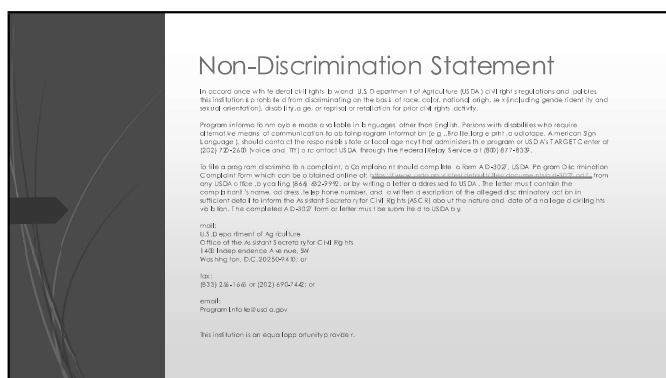 Non-Discrimination Statement
In accordance with federal civil rights law and U.S. Department of Agriculture (USDA) civil rights regulations and policies,
this institution is prohibited from discriminating on the basis of race, color, national origin, sex (including gender identity and
sexual orientation), disability, age, or reprisal or retaliation for prior civil rights activity.
Program information may be made available in languages other than English. Persons with disabilities who require
alternative means of communication to obtain program information (e.g., Braille, large print, audiotape, American Sign
Language), should contact the responsible state or local agency that administers the program or USDA's TARGET Center at
(202) 720-2600 (voice and TTY) or contact USDA through the Federal Relay Service at (800) 877-8339.
To file a program discrimination complaint, a Complainant should complete a Form AD-3027, USDA Program Discrimination
Complaint Form which can be obtained online at: from
any USDA office, by calling (866) 632-9992, or by writing a letter addressed to USDA. The letter must contain the
complainant's name, address, telephone number, and a written description of the alleged discriminatory action in
sufficient detail to inform the Assistant Secretary for Civil Rights (ASCR) about the nature and date of an alleged civil rights
violation. The completed AD-3027 form or letter must be submitted to USDA by:
mail:
U.S. Department of Agriculture
Office of the Assistant Secretary for Civil Rights
1400 Independence Avenue, SW
Washington, D.C. 20250-9410; or
fax:
(833) 256-1665 or (202) 690-7442; or
email:
Program.Intake@usda.gov
This institution is an equal opportunity provider.